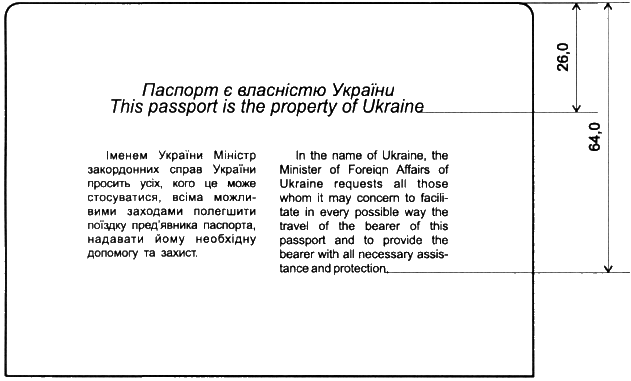 Паспорт є власністю України
This passport is the property of Ukraine
Іменем України Міністр
закордонних справ України
просить усіх, кого це може
стосуватися, всіма можли-
вими заходами полегшити
поїздку пред'явника паспорта,
надавати йому необхідну
допомогу та захист.
In the name of Ukraine, the
Minister of Foreign Affairs of
Ukraine requests all those
whom it may concern to facili-
tate in every possible way the
travel of the bearer of this
passport and to provide the
bearer with all necessary assis-
tance and protection.
26,0
64,0